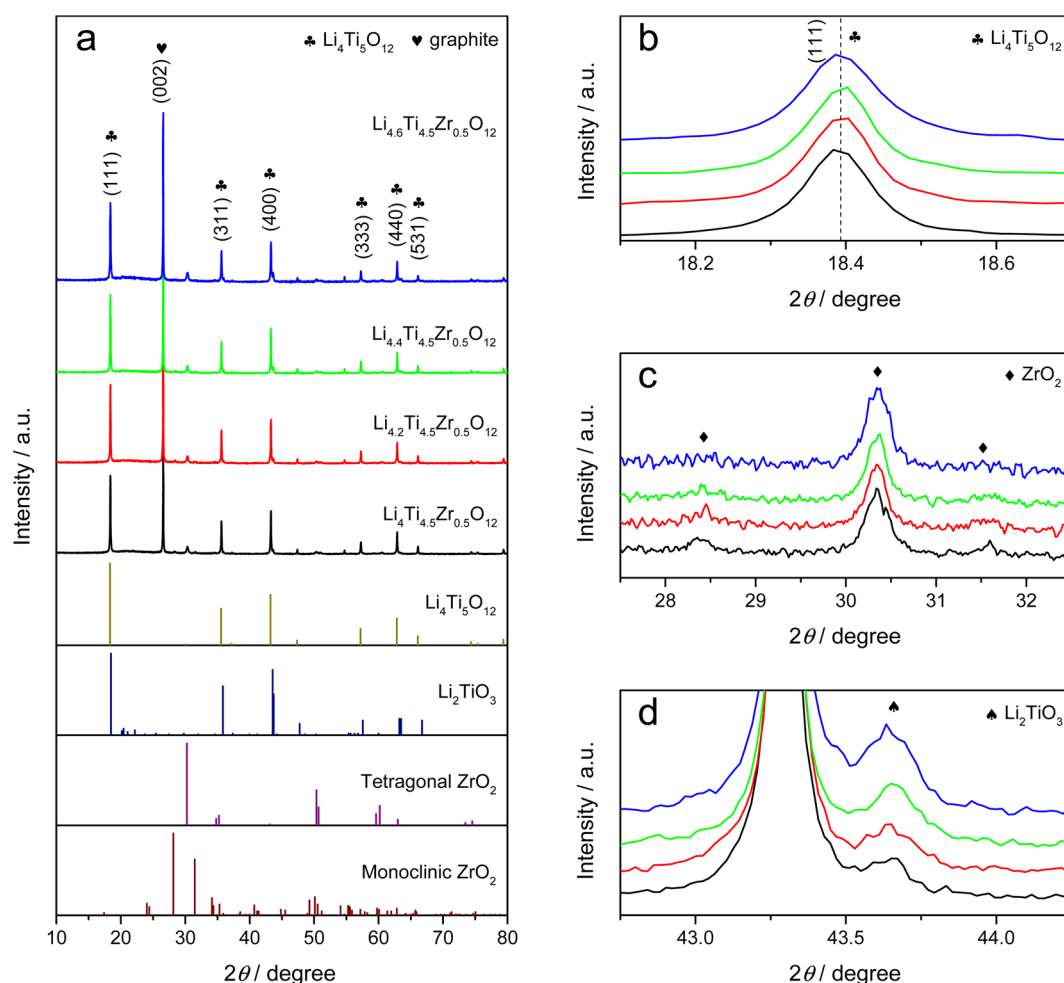 a
♣ Li₄Ti₅O₁₂ ♥ graphite
(111) ♣
(002) ♥
(311) ♣
(400) ♣
(333) ♣
(440) ♣
(531) ♣
Li₄.₆Ti₄.₅Zr₀.₅O₁₂
Li₄.₄Ti₄.₅Zr₀.₅O₁₂
Li₄.₂Ti₄.₅Zr₀.₅O₁₂
Li₄Ti₄.₅Zr₀.₅O₁₂
Li₄Ti₅O₁₂
Li₂TiO₃
Tetragonal ZrO₂
Monoclinic ZrO₂
Intensity / a.u.
10 20 30 40 50 60 70 80
2θ / degree
b
(111) ♣
♣ Li₄Ti₅O₁₂
Intensity / a.u.
18.2 18.4 18.6
2θ / degree
c
♦ ZrO₂
Intensity / a.u.
28 29 30 31 32
2θ / degree
d
♠ Li₂TiO₃
Intensity / a.u.
43.0 43.5 44.0
2θ / degree